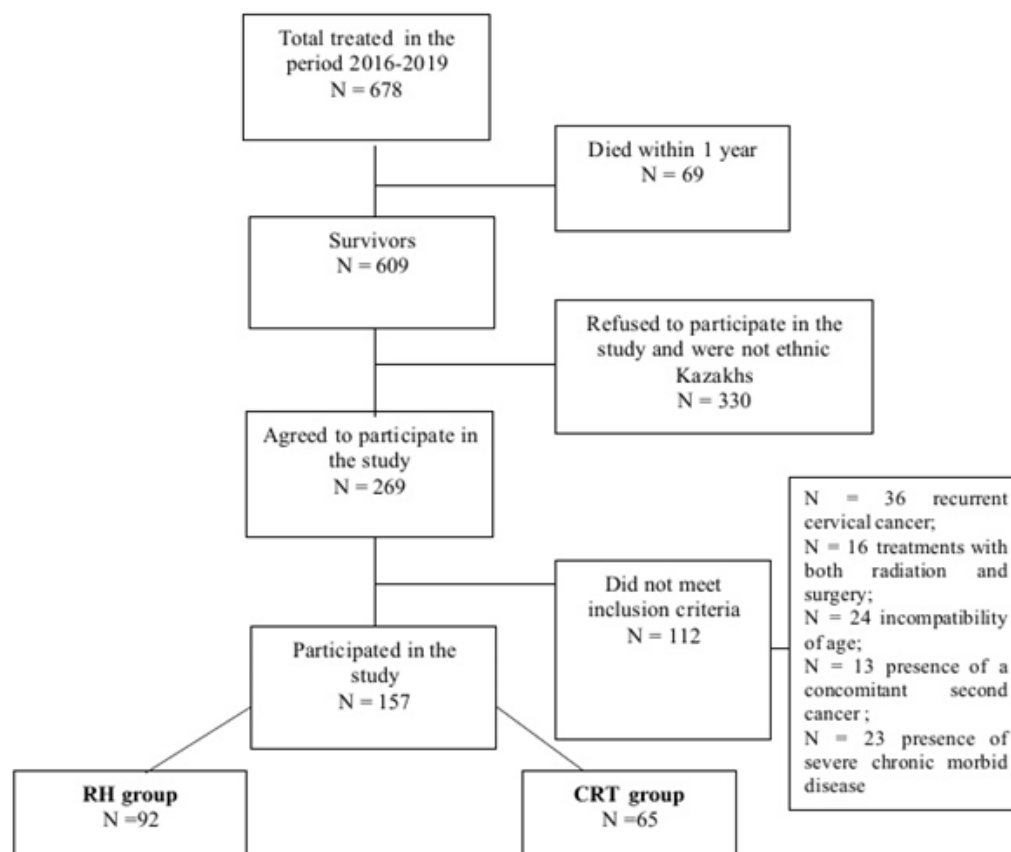 Total treated in the
period 2016-2019
N = 678
Died within 1 year
N = 69
Survivors
N = 609
Refused to participate in the
study and were not ethnic
Kazakhs
N = 330
Agreed to participate in
the study
N = 269
N = 36 recurrent
cervical cancer;
N = 16 treatments with
both radiation and
surgery;
N = 24 incompatibility
of age;
N = 13 presence of a
concomitant second
cancer ;
N = 23 presence of
severe chronic morbid
disease
Did not meet
inclusion criteria
N = 112
Participated in the
study
N = 157
RH group
N =92
CRT group
N =65